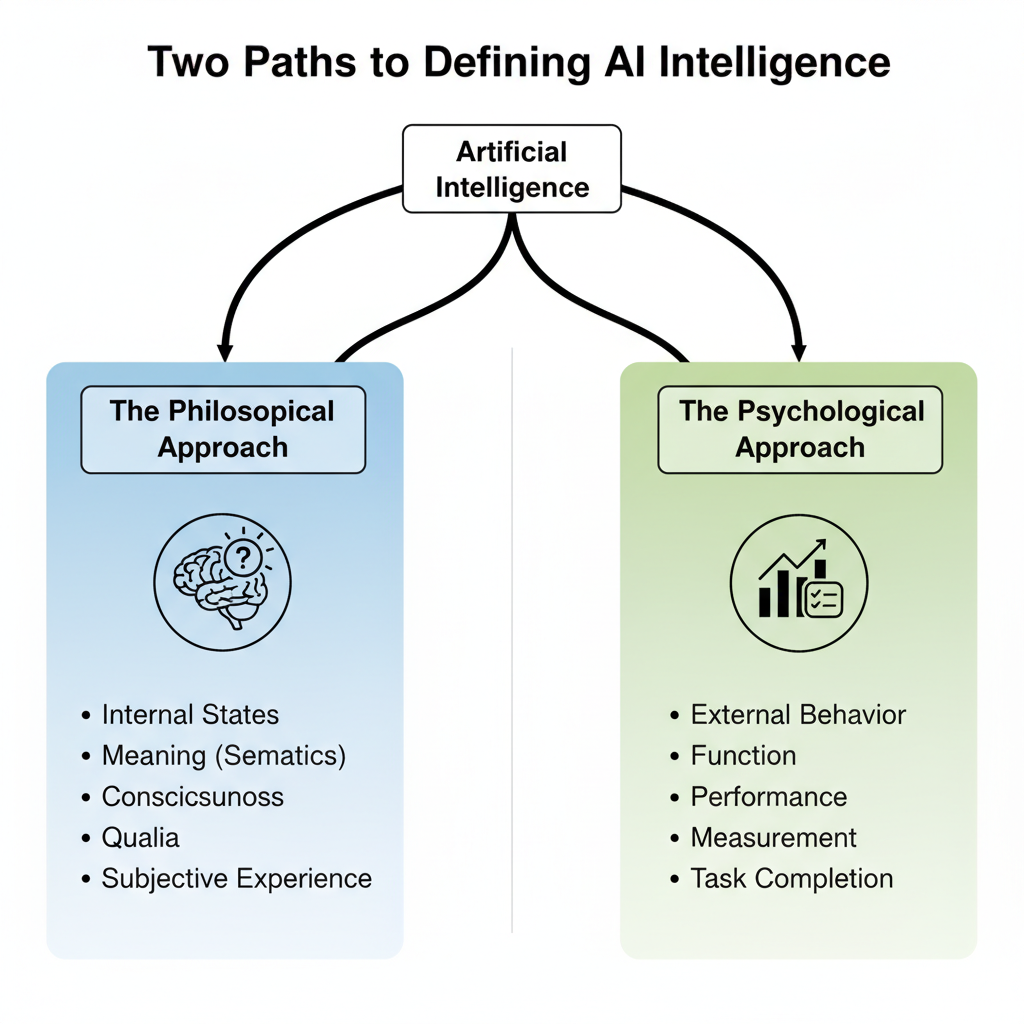 Two Paths to Defining AI Intelligence
Artificial
Intelligence
The Philosopical
Approach
?
• Internal States
• Meaning (Sematics)
• Conscicsunoss
• Qualia
• Subjective Experience
The Psychological
Approach
• External Behavior
• Function
• Performance
• Measurement
• Task Completion